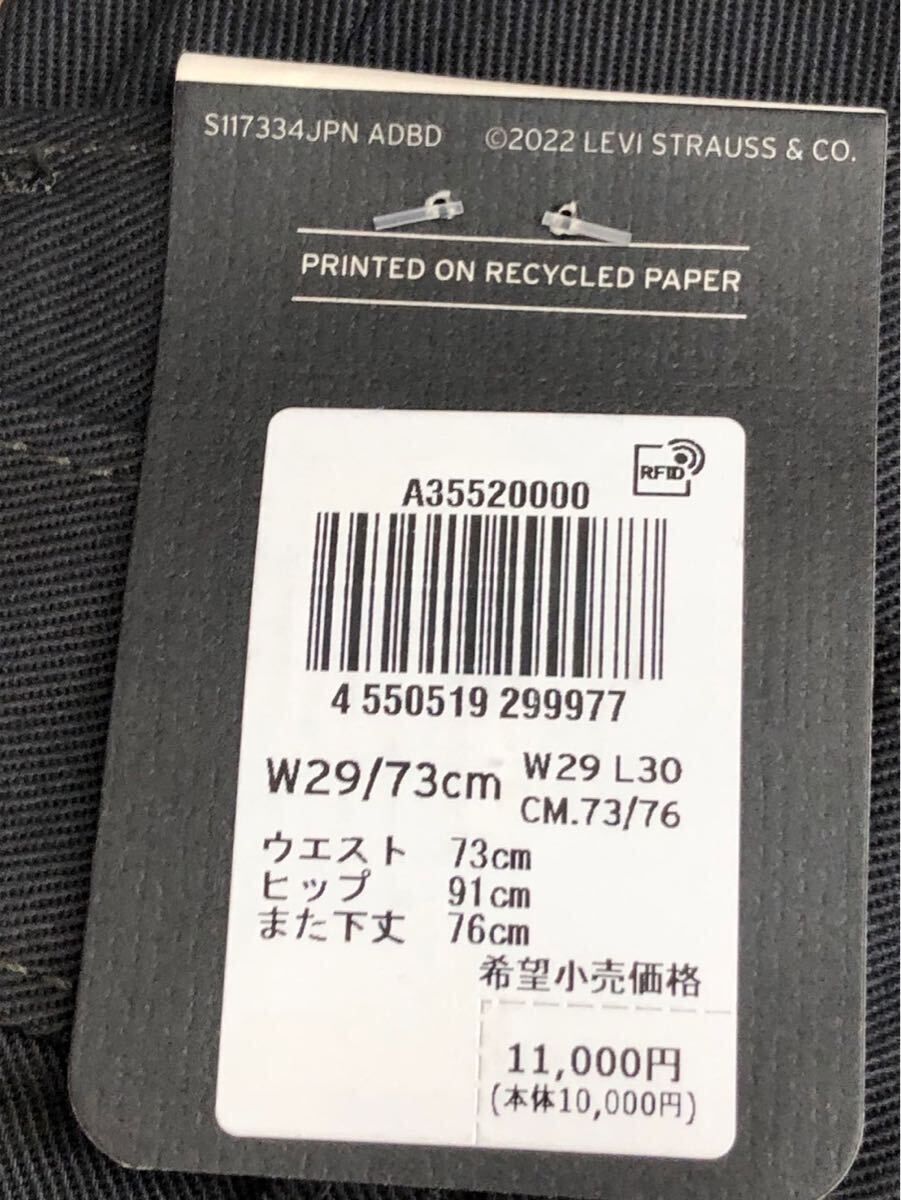 S117334JPN ADBD ©2022 LEVI STRAUSS & CO.
PRINTED ON RECYCLED PAPER
RFID
A35520000
4 550519 299977
W29/73cm W29 L30
CM.73/76
ウエスト 73cm
ヒップ 91cm
また下丈 76cm
希望小売価格
11,000円
(本体10,000円)